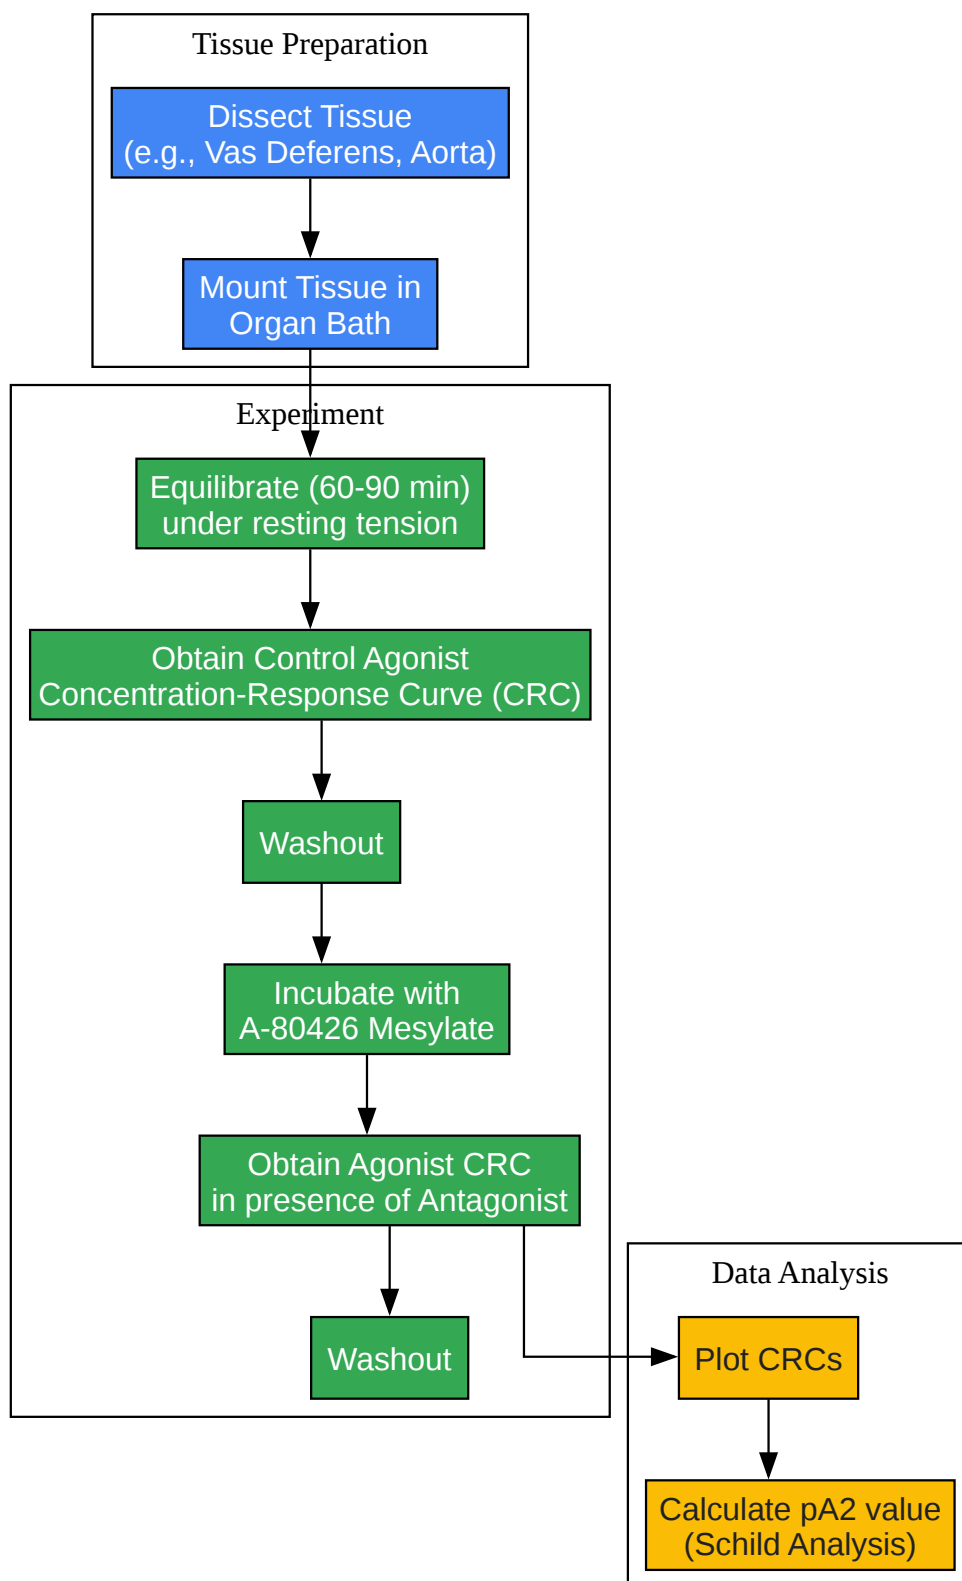 Tissue Preparation
Dissect Tissue
(e.g., Vas Deferens, Aorta)
Mount Tissue in
Organ Bath
Experiment
Equilibrate (60-90 min)
under resting tension
Obtain Control Agonist
Concentration-Response Curve (CRC)
Washout
Incubate with
A-80426 Mesylate
Obtain Agonist CRC
in presence of Antagonist
Washout
Data Analysis
Plot CRCs
Calculate pA2 value
(Schild Analysis)